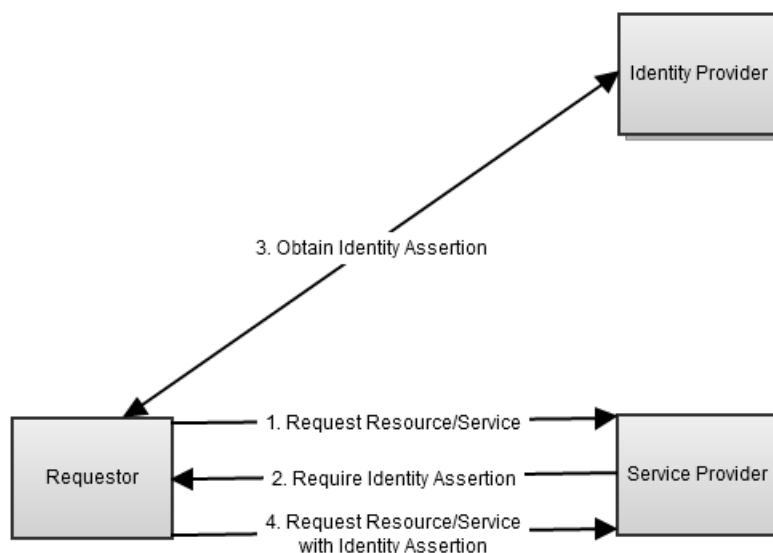 Identity Provider
3. Obtain Identity Assertion
1. Request Resource/Service
Requestor
2. Require Identity Assertion
Service Provider
4. Request Resource/Service
with Identity Assertion